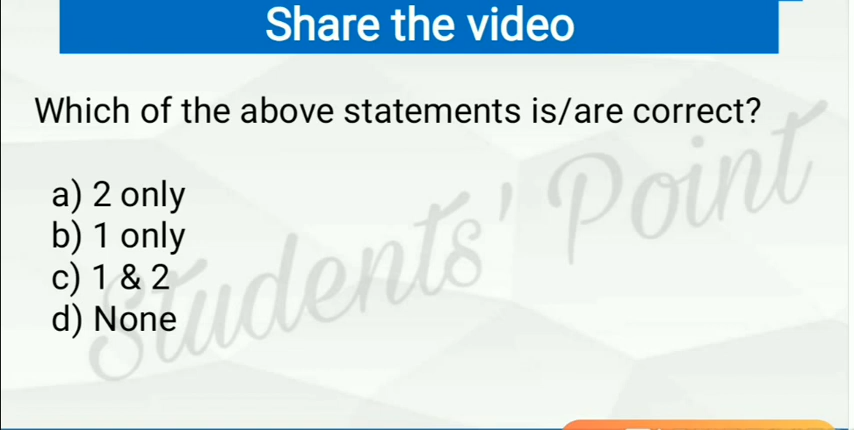 Share the video
Which of the above statements is/are correct?
a) 2 only
b) 1 only
c) 1 & 2
d) None
Students' Point